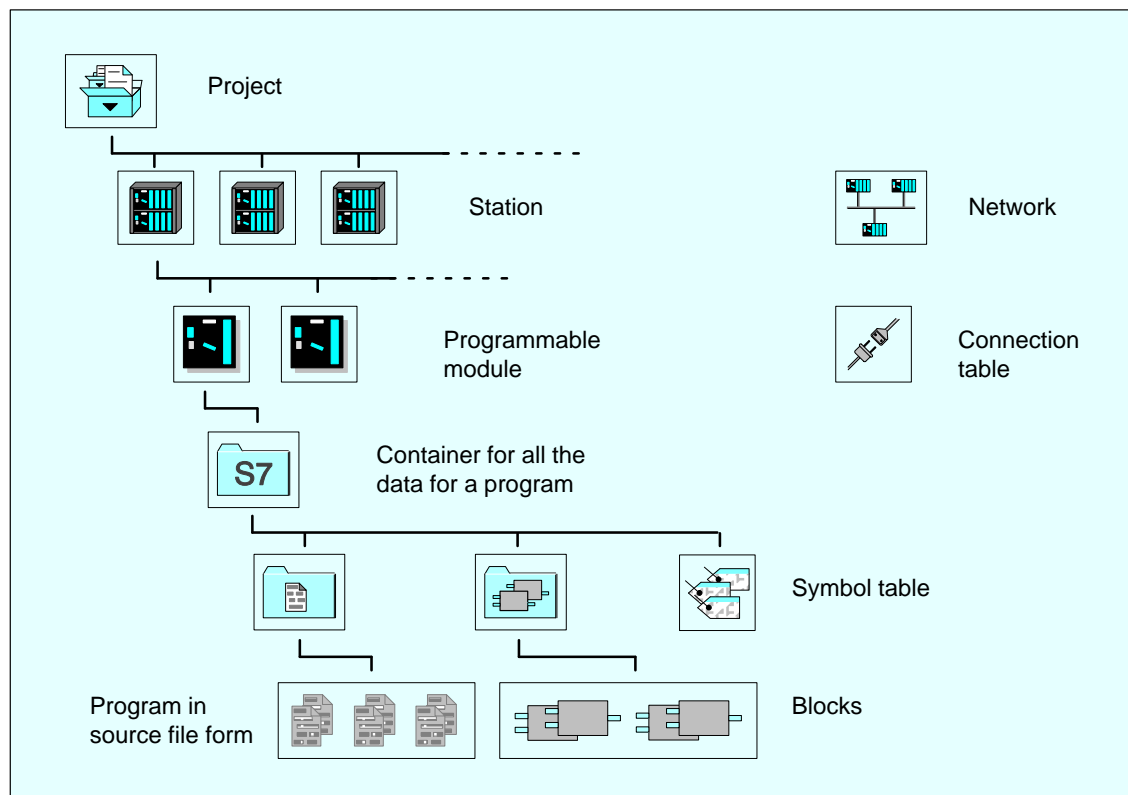 Project
Station
Network
Programmable
module
Connection
table
S7
Container for all the
data for a program
Symbol table
Program in
source file form
Blocks